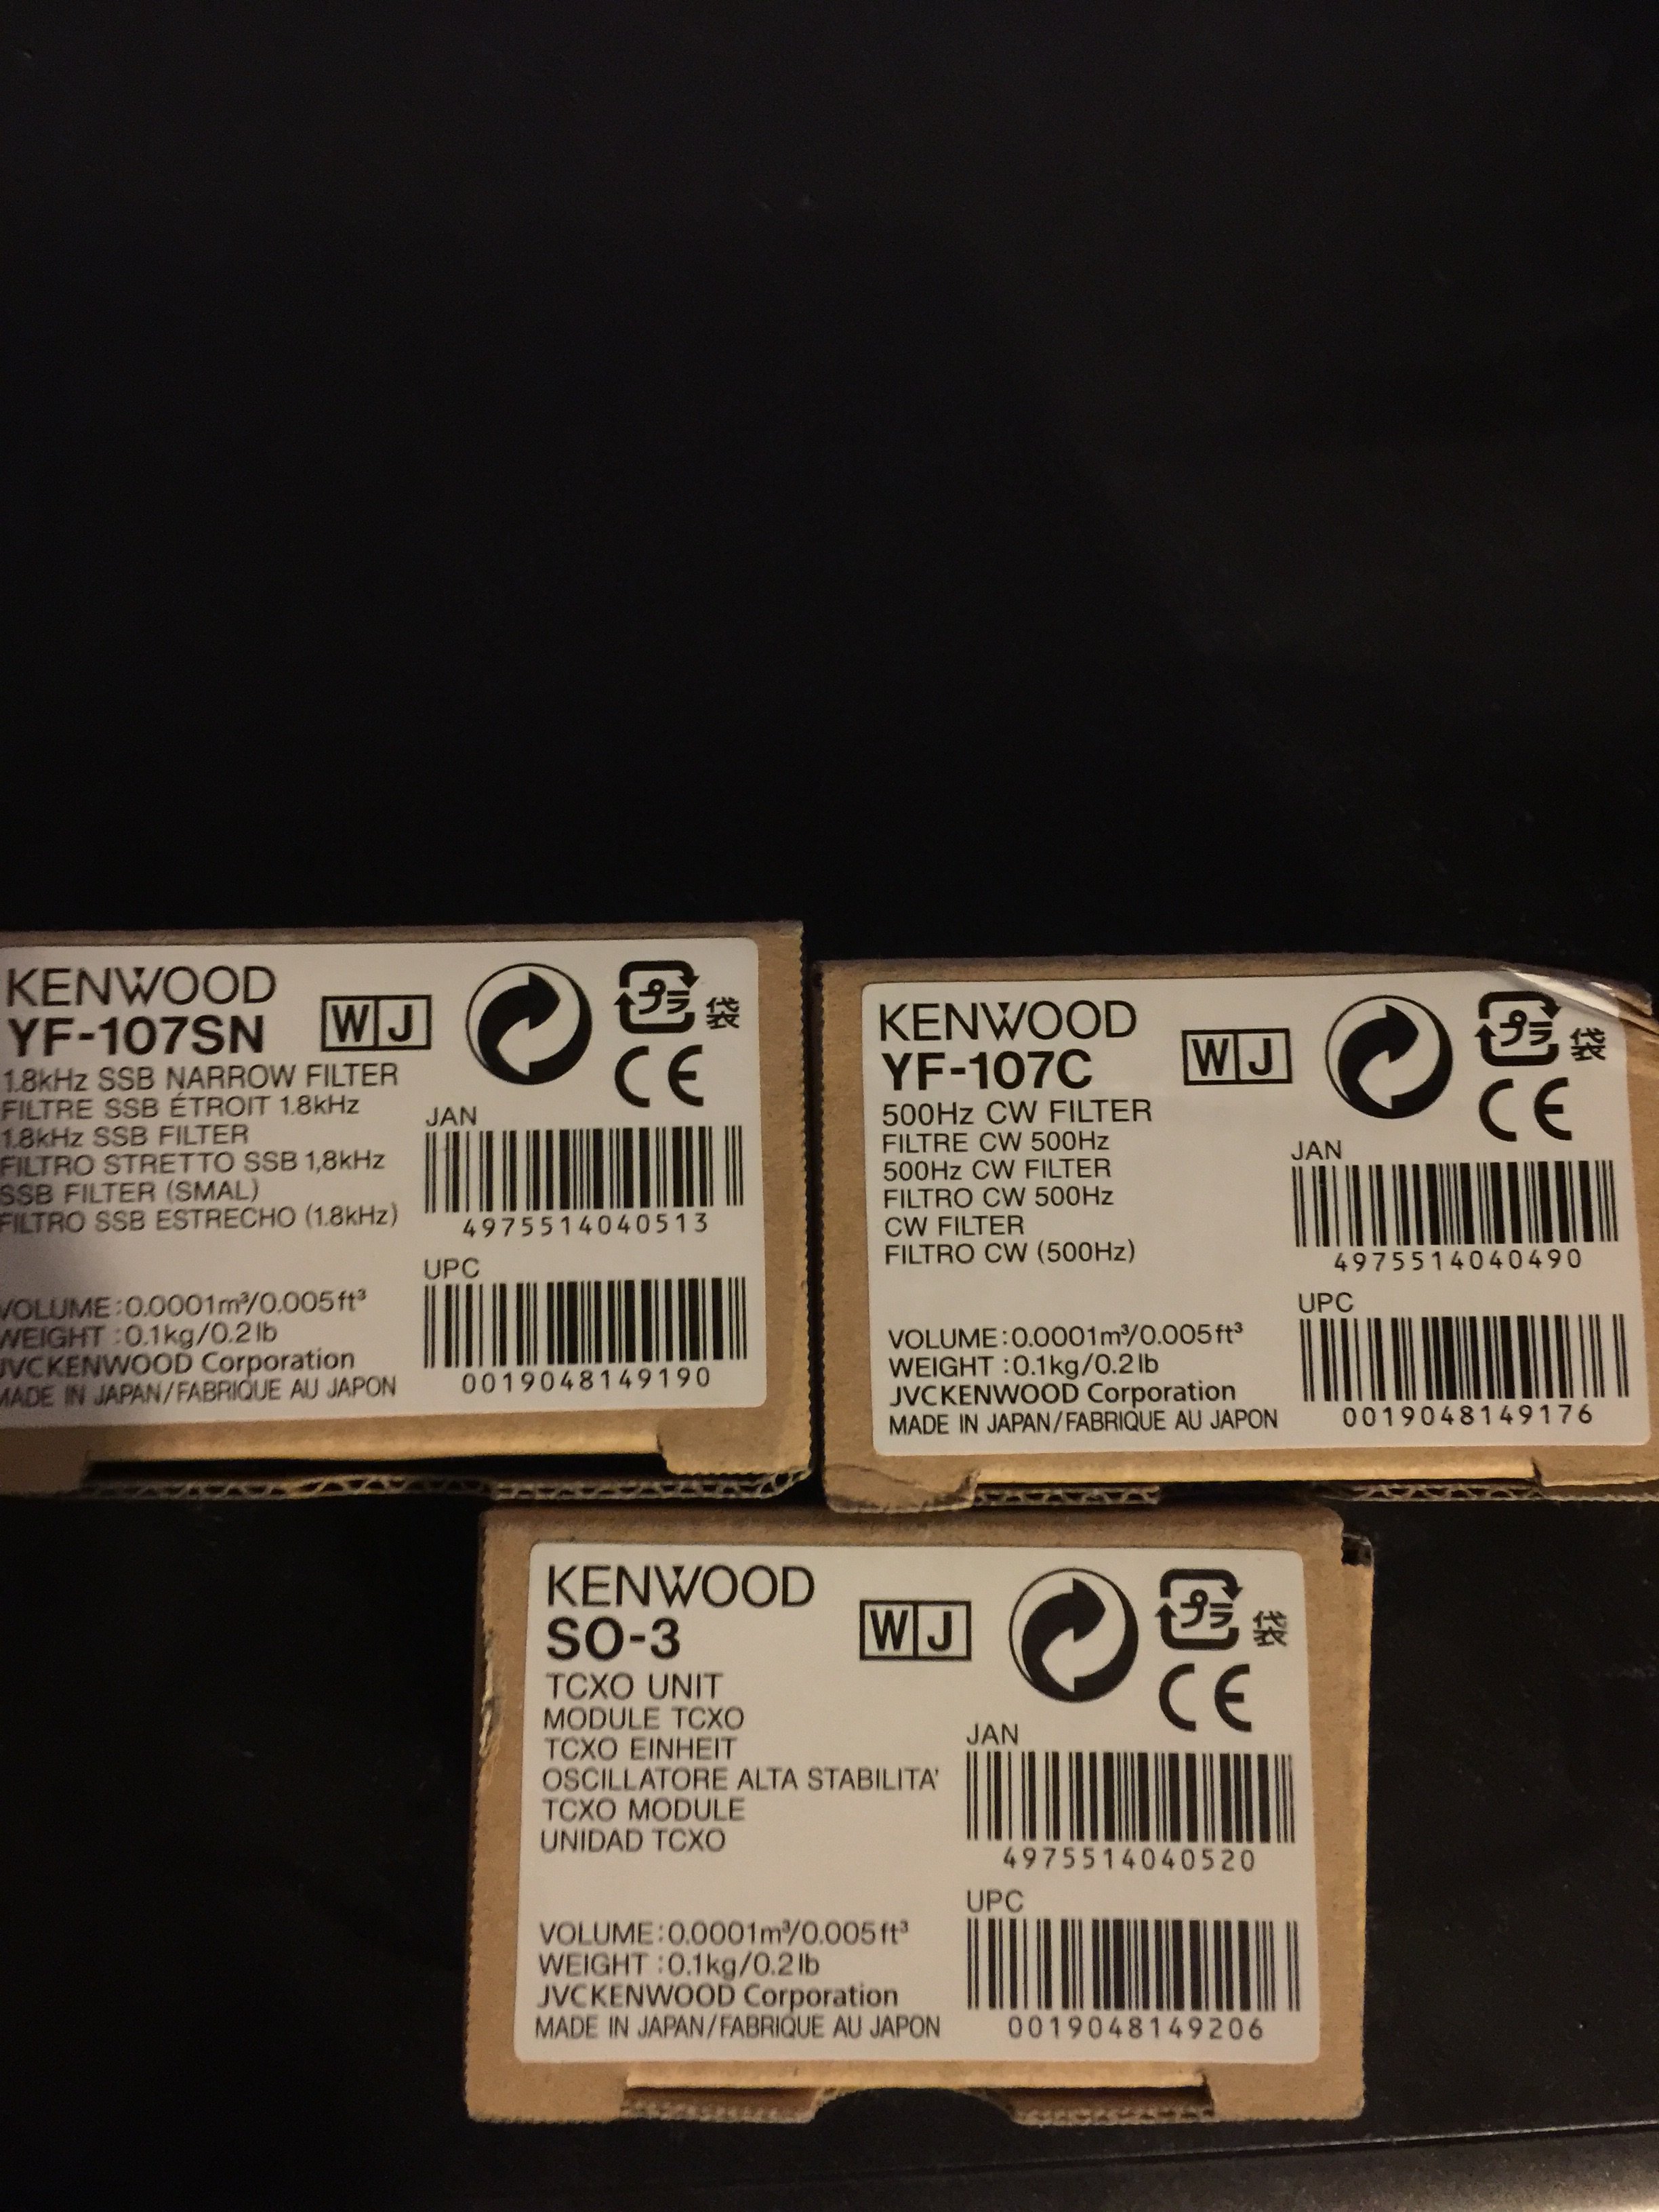 KENWOOD
YF-107SN
WJ
プラ
袋
CE
1.8kHz SSB NARROW FILTER
FILTRE SSB ÉTROIT 1.8kHz
1.8kHz SSB FILTER
FILTRO STRETTO SSB 1,8kHz
SSB FILTER (SMAL)
FILTRO SSB ESTRECHO (1.8kHz)
JAN
4975514040513
UPC
0019048149190
VOLUME:0.0001m³/0.005ft³
WEIGHT :0.1kg/0.2lb
JVCKENWOOD Corporation
MADE IN JAPAN/FABRIQUE AU JAPON
KENWOOD
YF-107C
WJ
プラ
袋
CE
500Hz CW FILTER
FILTRE CW 500Hz
500Hz CW FILTER
FILTRO CW 500Hz
CW FILTER
FILTRO CW (500Hz)
JAN
4975514040490
UPC
0019048149176
VOLUME:0.0001m³/0.005ft³
WEIGHT :0.1kg/0.2lb
JVCKENWOOD Corporation
MADE IN JAPAN/FABRIQUE AU JAPON
KENWOOD
SO-3
WJ
プラ
袋
CE
TCXO UNIT
MODULE TCXO
TCXO EINHEIT
OSCILLATORE ALTA STABILITA'
TCXO MODULE
UNIDAD TCXO
JAN
4975514040520
UPC
0019048149206
VOLUME:0.0001m³/0.005ft³
WEIGHT :0.1kg/0.2lb
JVCKENWOOD Corporation
MADE IN JAPAN/FABRIQUE AU JAPON